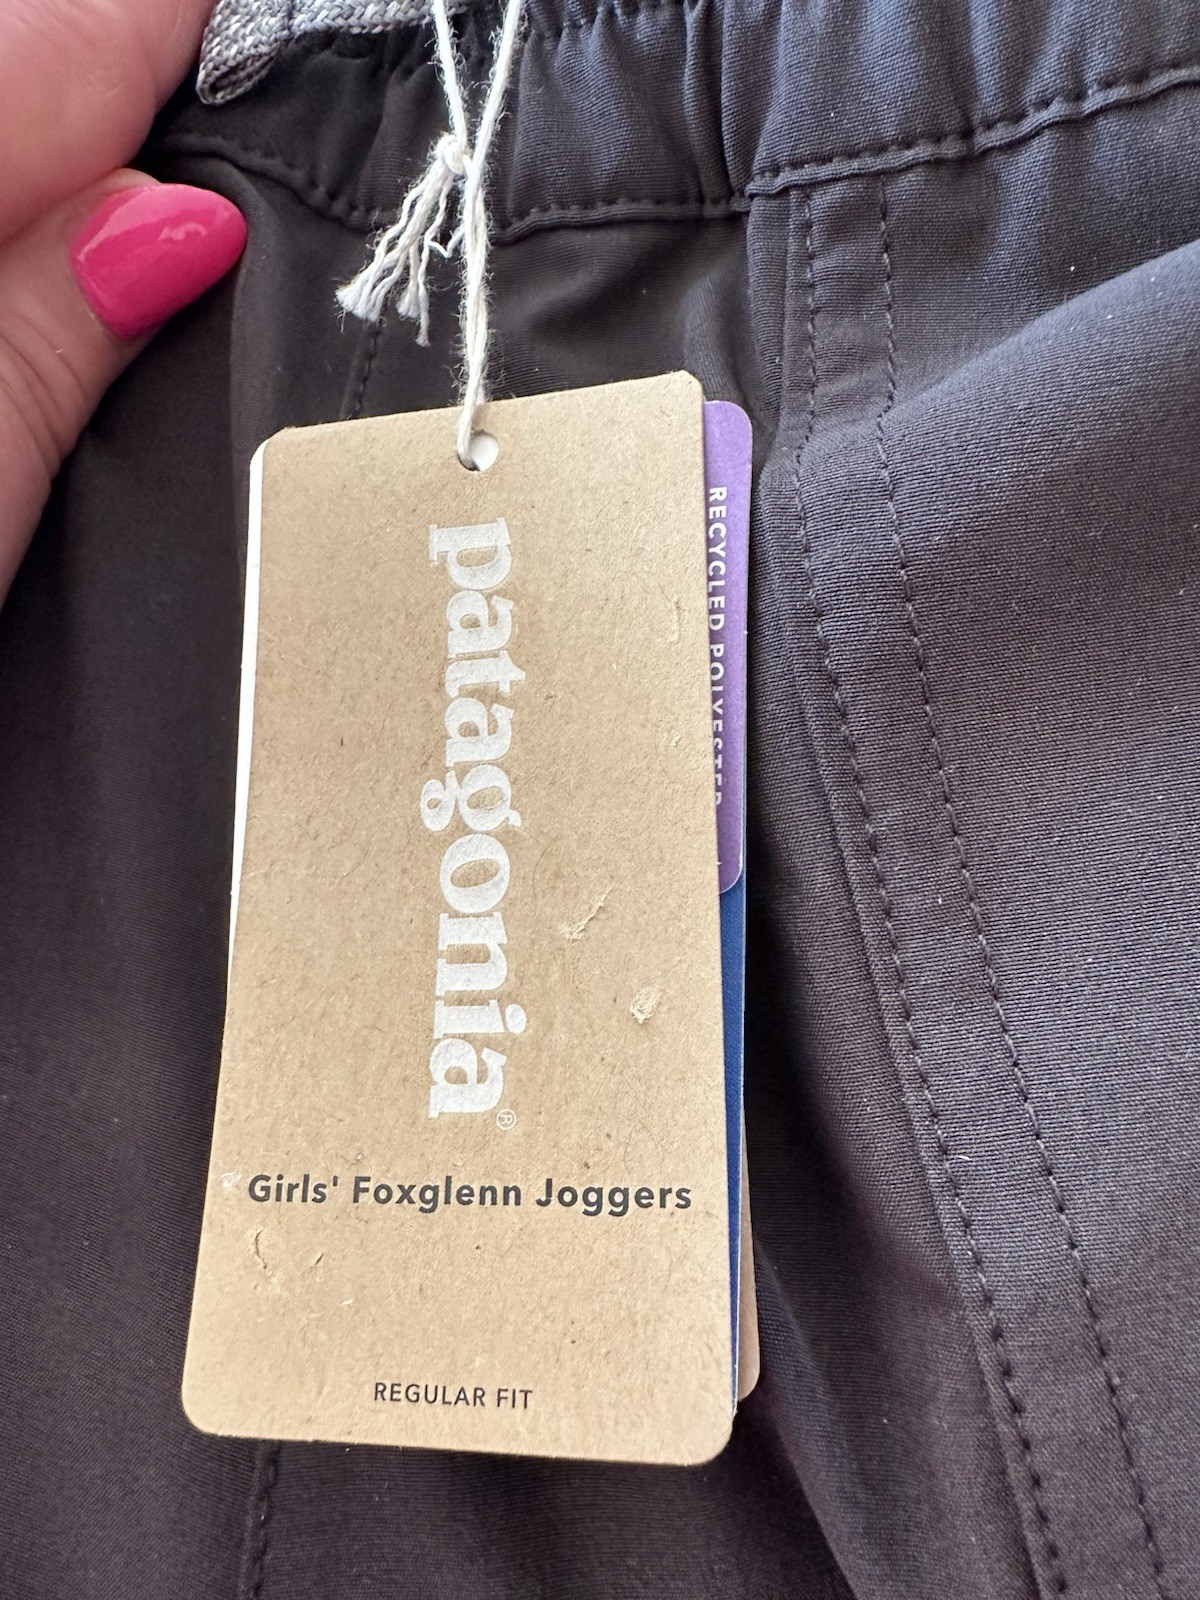 patagonia®
Girls' Foxglenn Joggers
REGULAR FIT
RECYCLED POLYESTER